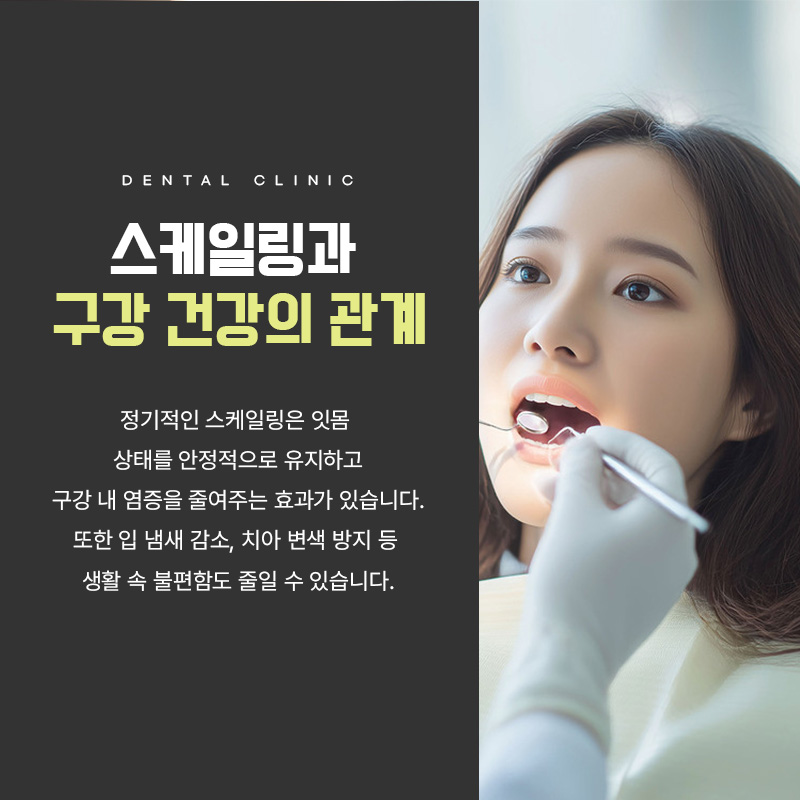 DENTAL CLINIC
스케일링과
구강 건강의 관계
정기적인 스케일링은 잇몸
상태를 안정적으로 유지하고
구강 내 염증을 줄여주는 효과가 있습니다.
또한 입 냄새 감소, 치아 변색 방지 등
생활 속 불편함도 줄일 수 있습니다.